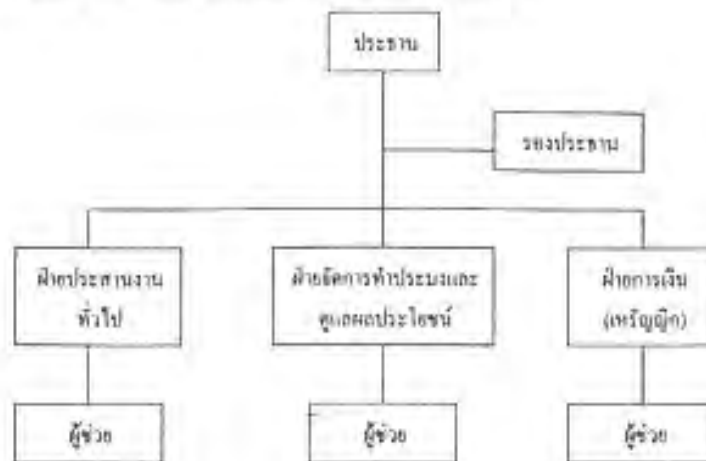 ประธาน
รองประธาน
ฝ่ายประสานงาน
ทั่วไป
ฝ่ายจัดการทำประมงและ
ดูแลผลประโยชน์
ฝ่ายการเงิน
(เหรัญญิก)
ผู้ช่วย
ผู้ช่วย
ผู้ช่วย